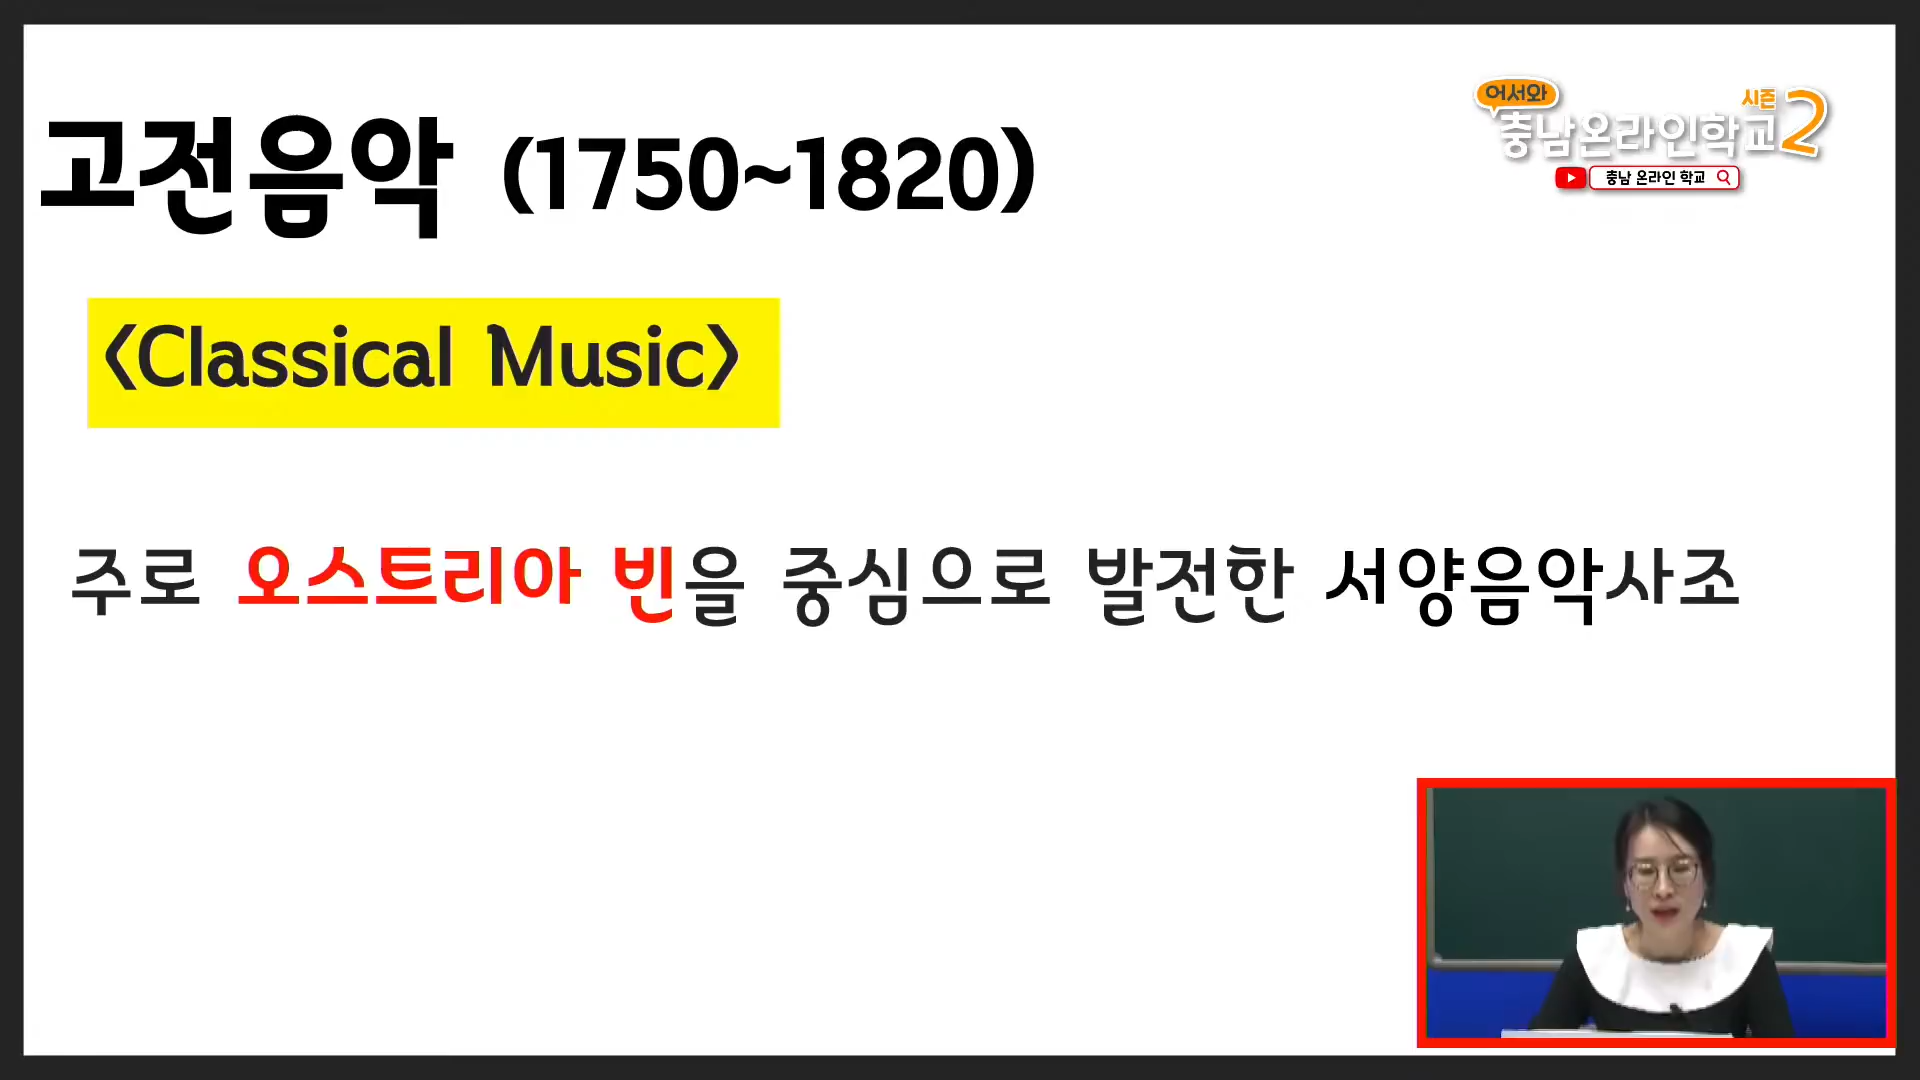 고전음악 (1750~1820)
어서와
시즌
충남온라인학교2
충남 온라인 학교
<Classical Music>
주로 오스트리아 빈을 중심으로 발전한 서양음악사조